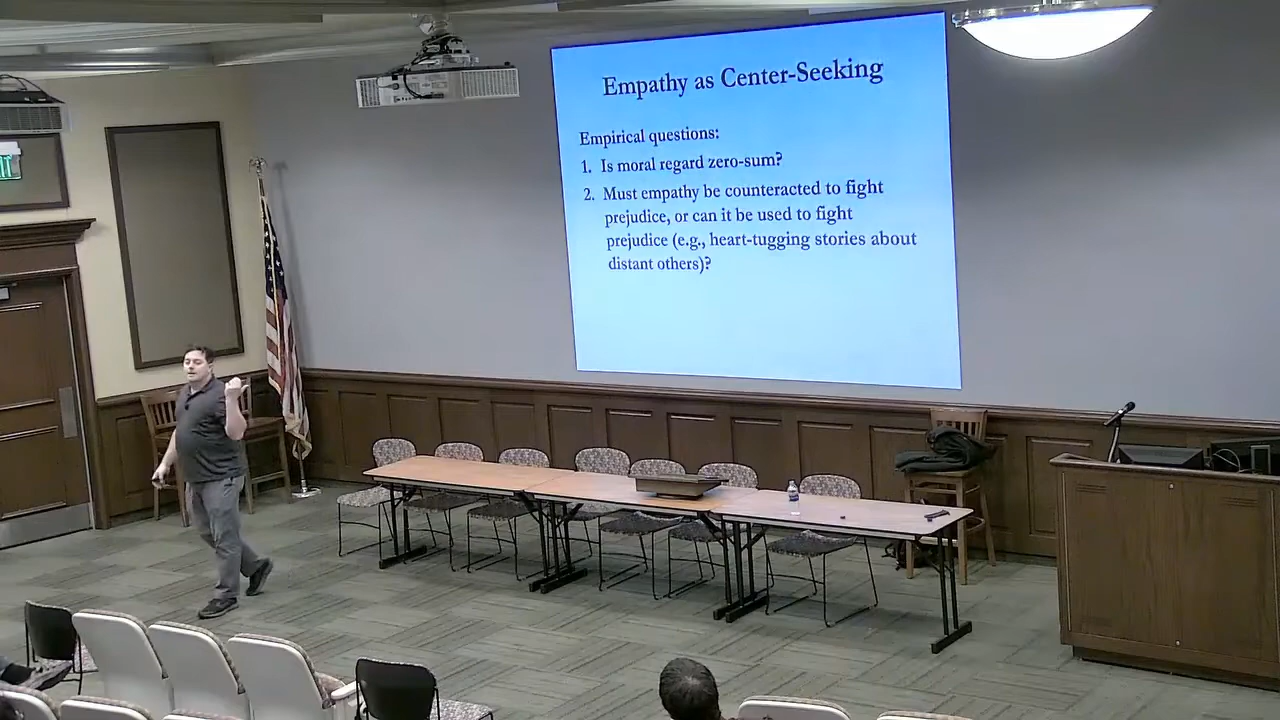 Empathy as Center-Seeking
Empirical questions:
1. Is moral regard zero-sum?
2. Must empathy be counteracted to fight
prejudice, or can it be used to fight
prejudice (e.g., heart-tugging stories about
distant others)?